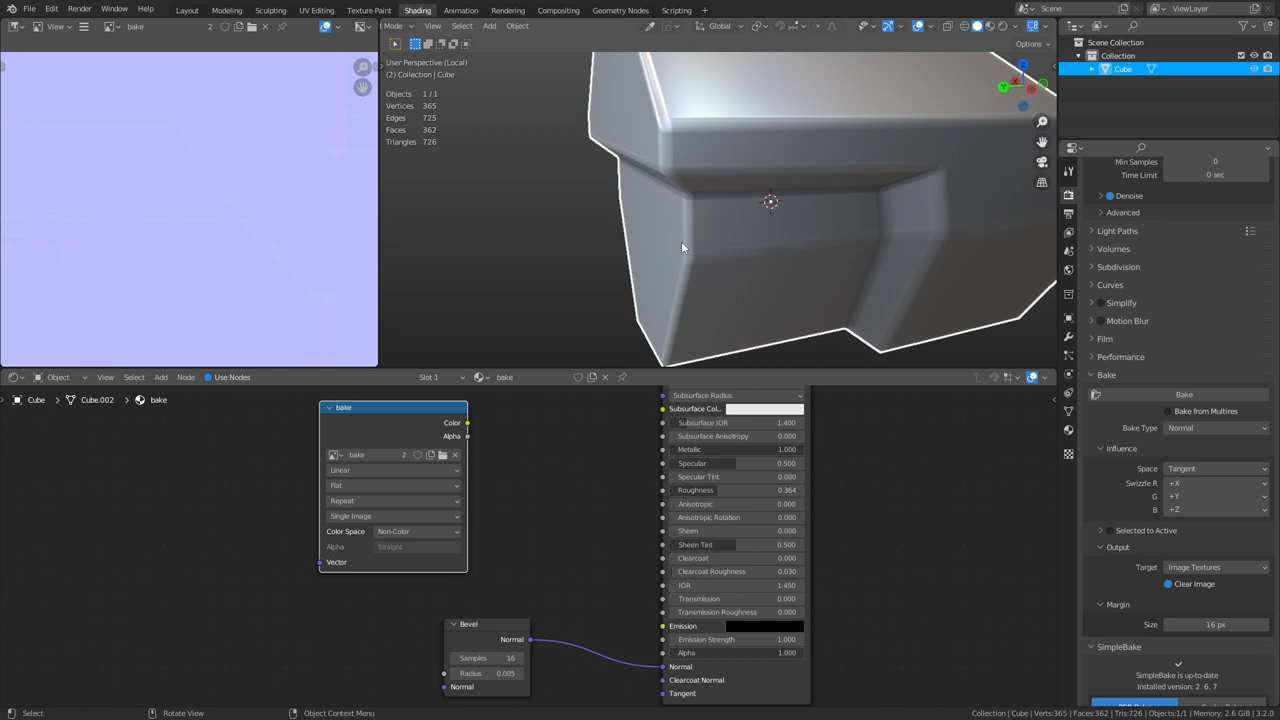 File Edit Render Window Help Layout Modeling Sculpting UV Editing Texture Paint Shading Animation Rendering Compositing Geometry Nodes Scripting + Scene ViewLayer
View bake 2 Mode View Select Add Object Global
Options
User Perspective (Local)
(2) Collection | Cube
Objects 1 / 1
Vertices 365
Edges 725
Faces 362
Triangles 726
X
Y
Z
Scene Collection
Collection
Cube
Min Samples 0
Time Limit 0 sec
Denoise
Advanced
Light Paths
Volumes
Subdivision
Curves
Simplify
Motion Blur
Film
Performance
Bake
Bake
Bake from Multires
Bake Type Normal
Influence
Space Tangent
Swizzle R +X
G +Y
B +Z
Selected to Active
Output
Target Image Textures
Clear Image
Margin
Size 16 px
SimpleBake
SimpleBake is up-to-date
Installed version: 2. 6. 7
Object View Select Add Node Use Nodes Slot 1 bake
Cube > Cube.002 > bake
bake
Color
Alpha
bake 2
Linear
Flat
Repeat
Single Image
Color Space Non-Color
Alpha Straight
Vector
Bevel
Normal
Samples 16
Radius 0.005
Normal
Subsurface Radius
Subsurface Col..
Subsurface IOR 1.400
Subsurface Anisotropy 0.000
Metallic 1.000
Specular 0.500
Specular Tint 0.000
Roughness 0.364
Anisotropic 0.000
Anisotropic Rotation 0.000
Sheen 0.000
Sheen Tint 0.500
Clearcoat 0.000
Clearcoat Roughness 0.030
IOR 1.450
Transmission 0.000
Transmission Roughness 0.000
Emission
Emission Strength 1.000
Alpha 1.000
Normal
Clearcoat Normal
Tangent
Select Rotate View Object Context Menu Collection | Cube | Verts:365 | Faces:362 | Tris:726 | Objects:1/1 | Memory: 2.6 GiB | 3.2.0